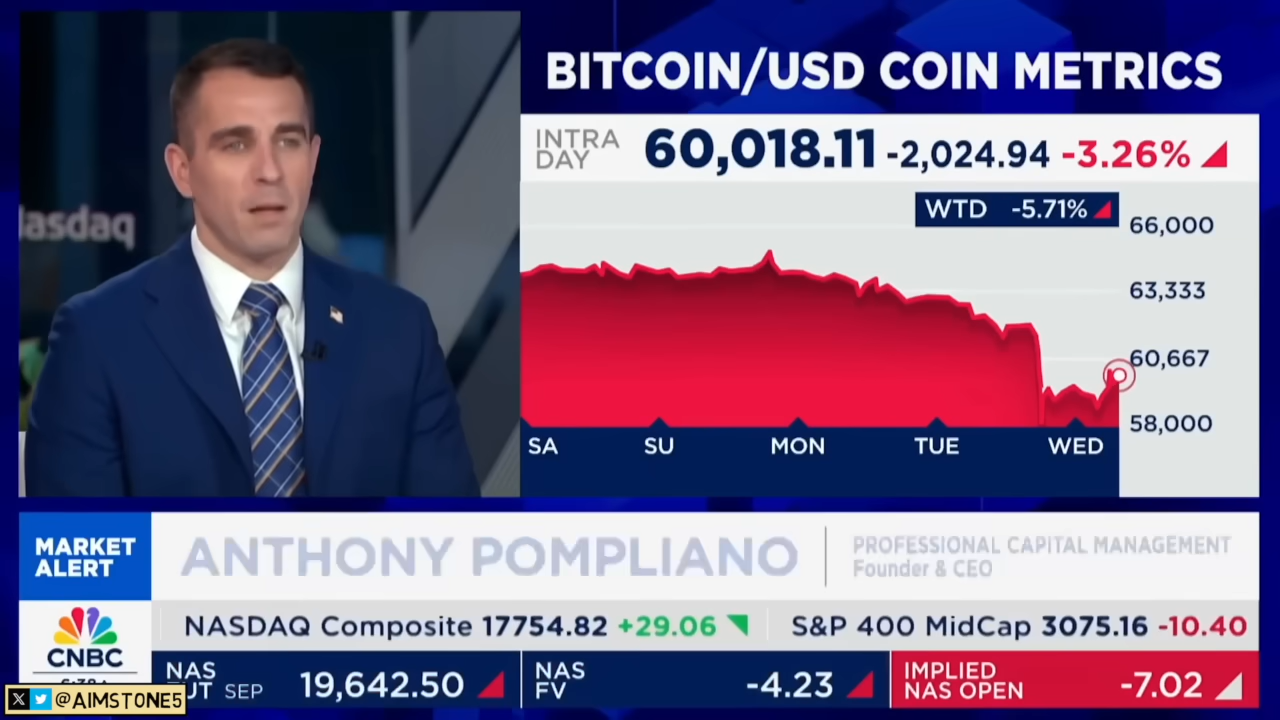 Nasdaq
BITCOIN/USD COIN METRICS
INTRA DAY 60,018.11 -2,024.94 -3.26%
WTD -5.71%
66,000
63,333
60,667
58,000
SA SU MON TUE WED
MARKET ALERT
ANTHONY POMPLIANO
PROFESSIONAL CAPITAL MANAGEMENT
Founder & CEO
CNBC
NASDAQ Composite 17754.82 +29.06 S&P 400 MidCap 3075.16 -10.40
NAS FUT SEP 19,642.50
NAS FV -4.23
IMPLIED NAS OPEN -7.02
@AIMSTONE5